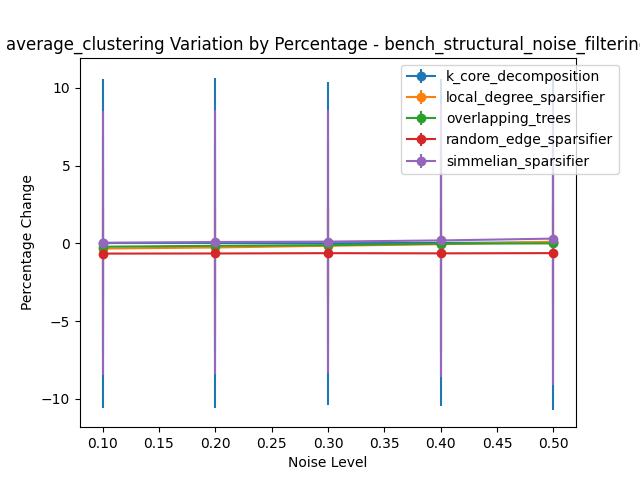 average_clustering Variation by Percentage - bench_structural_noise_filtering
k_core_decomposition
local_degree_sparsifier
overlapping_trees
random_edge_sparsifier
simmelian_sparsifier
Percentage Change
10
5
0
−5
−10
0.10 0.15 0.20 0.25 0.30 0.35 0.40 0.45 0.50
Noise Level